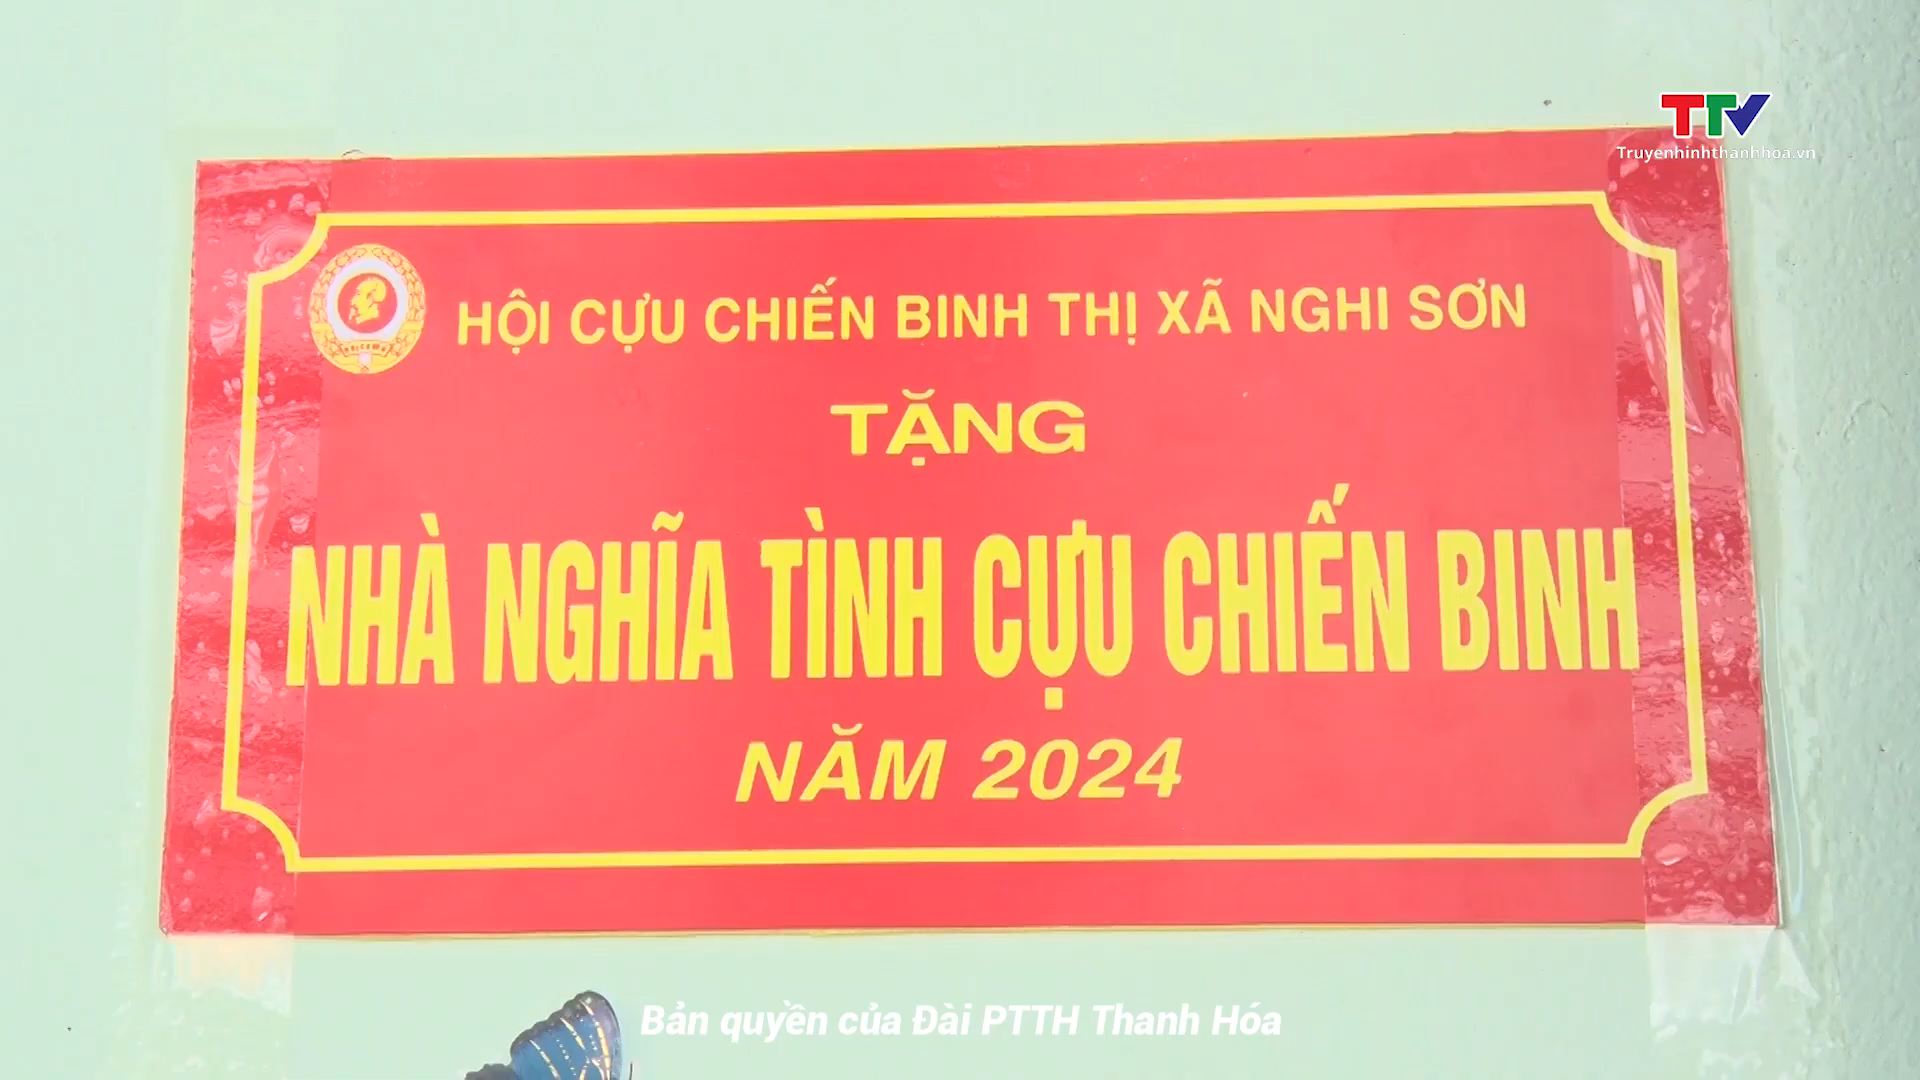 TTV
Truyenhinhthanhhoa.vn
HỘI CỰU CHIẾN BINH THỊ XÃ NGHI SƠN
TẶNG
NHÀ NGHĨA TÌNH CỰU CHIẾN BINH
NĂM 2024
Bản quyền của Đài PTTH Thanh Hóa